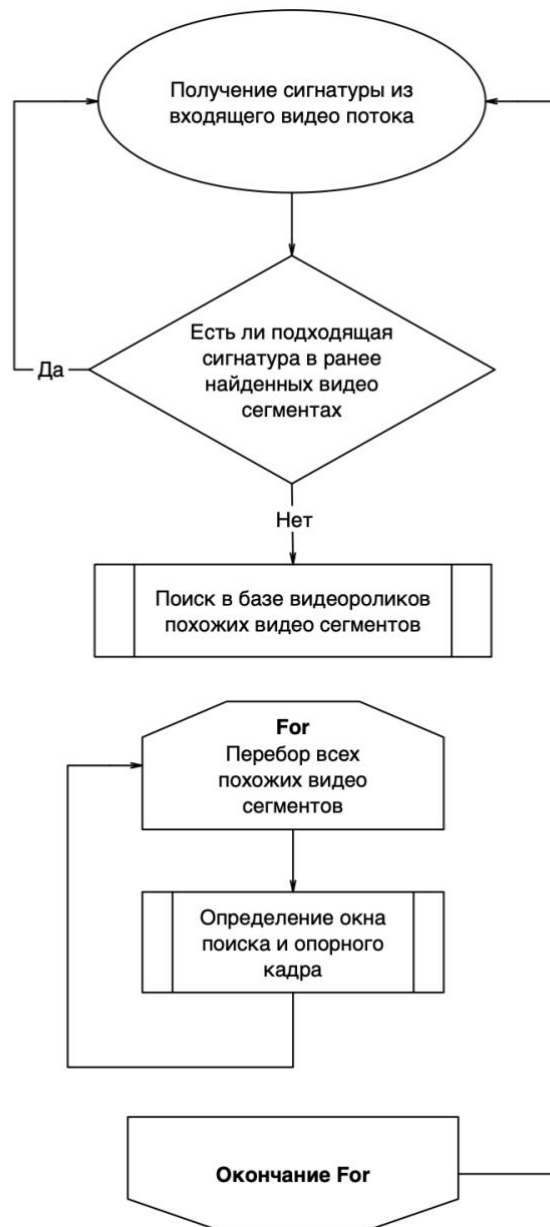 Получение сигнатуры из
входящего видео потока
Есть ли подходящая
сигнатура в ранее
найденных видео
сегментах
Да
Нет
Поиск в базе видеороликов
похожих видео сегментов
For
Перебор всех
похожих видео
сегментов
Определение окна
поиска и опорного
кадра
Окончание For